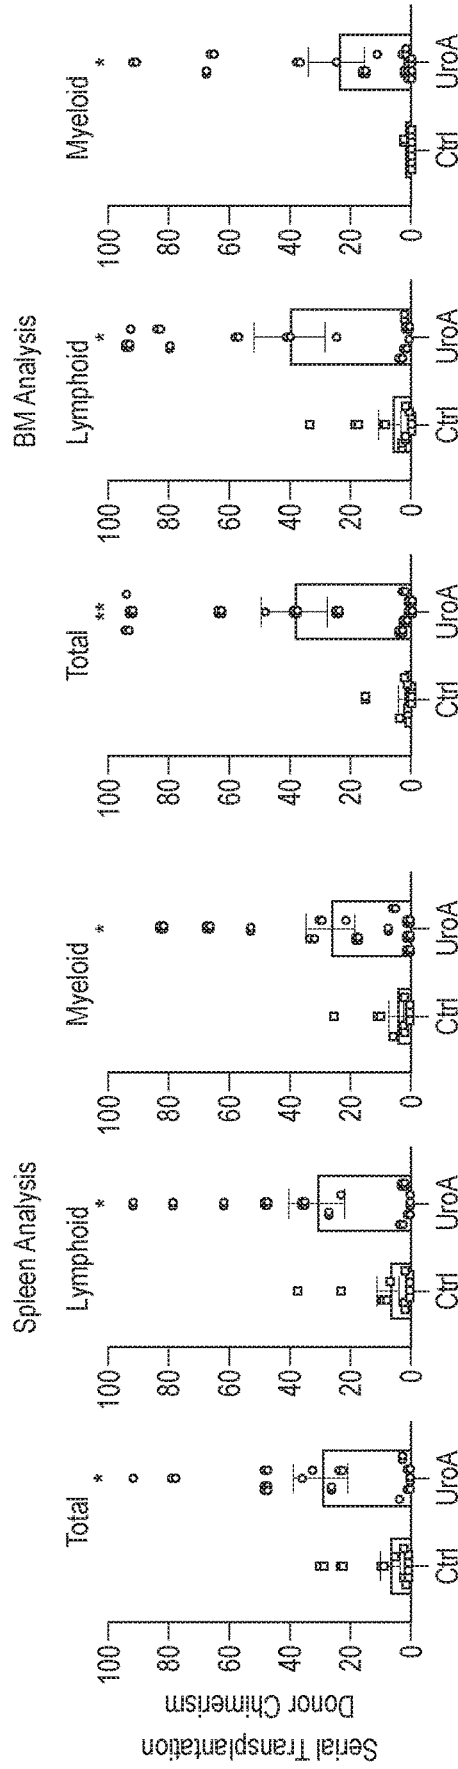 Serial Transplantation
Donor Chimerism
Spleen Analysis
Total
*
100
80
60
40
20
0
Ctrl
UroA
Lymphoid
*
100
80
60
40
20
0
Ctrl
UroA
Myeloid
*
100
80
60
40
20
0
Ctrl
UroA
BM Analysis
Total
**
100
80
60
40
20
0
Ctrl
UroA
Lymphoid
*
100
80
60
40
20
0
Ctrl
UroA
Myeloid
*
100
80
60
40
20
0
Ctrl
UroA